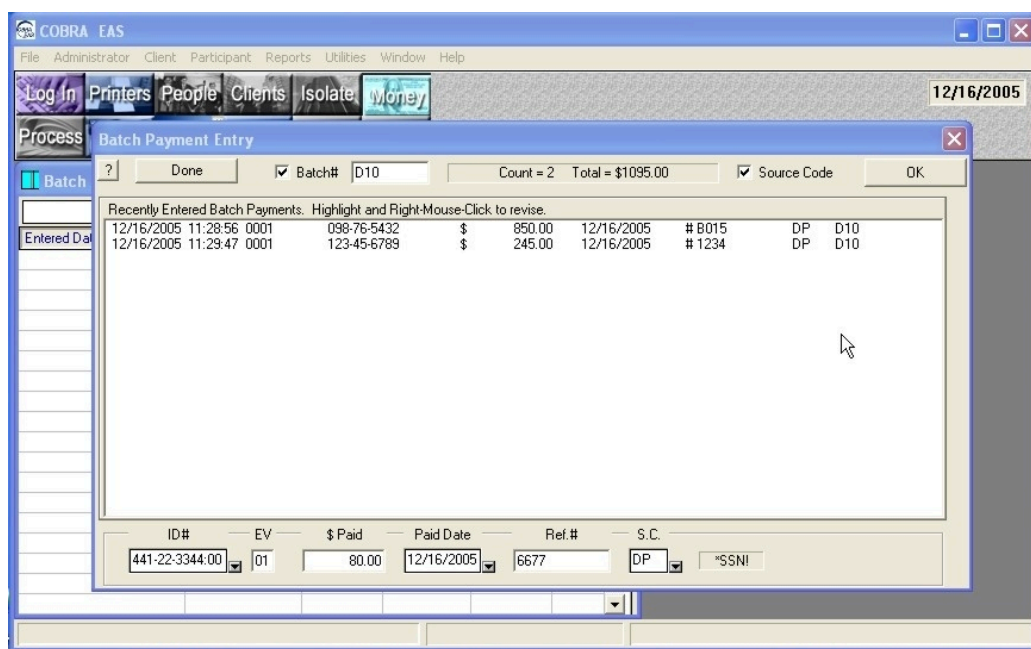 COBRA EAS
File Administrator Client Participant Reports Utilities Window Help
Log In Printers People Clients Isolate Money
12/16/2005
Process
Batch Payment Entry
? Done Batch# D10 Count = 2 Total = $1095.00 Source Code OK
Batch
Recently Entered Batch Payments. Highlight and Right-Mouse-Click to revise.
12/16/2005 11:28:56 0001 098-76-5432 $ 850.00 12/16/2005 # B015 DP D10
Entered Dat
12/16/2005 11:29:47 0001 123-45-6789 $ 245.00 12/16/2005 # 1234 DP D10
ID# EV $ Paid Paid Date Ref.# S.C.
441-22-3344:00 01 80.00 12/16/2005 6677 DP *SSN!